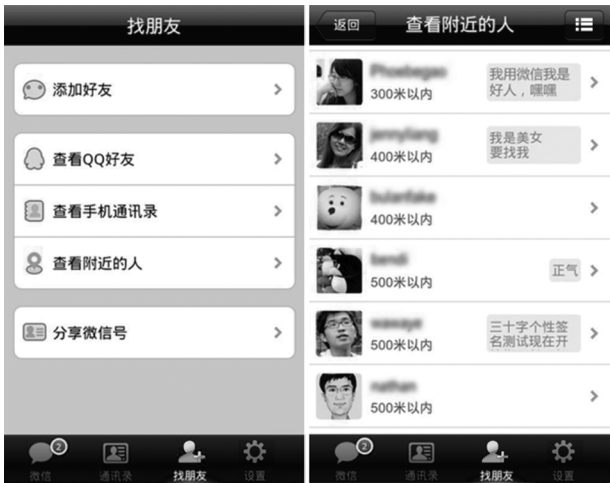 找朋友
添加好友
查看QQ好友
查看手机通讯录
查看附近的人
分享微信号
2
微信
通讯录
找朋友
设置
返回
查看附近的人
300米以内
我用微信我是
好人，嘿嘿
400米以内
我是美女
要找我
400米以内
500米以内
正气
500米以内
三十字个性签
名测试现在开
500米以内
2
微信
通讯录
找朋友
设置